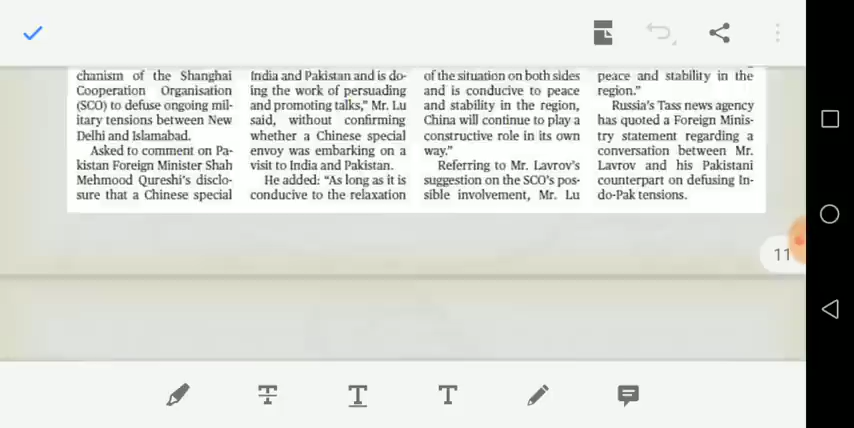 chanism of the Shanghai
Cooperation Organisation
(SCO) to defuse ongoing mil-
itary tensions between New
Delhi and Islamabad.
Asked to comment on Pa-
kistan Foreign Minister Shah
Mehmood Qureshi's disclo-
sure that a Chinese special
India and Pakistan and is do-
ing the work of persuading
and promoting talks," Mr. Lu
said, without confirming
whether a Chinese special
envoy was embarking on a
visit to India and Pakistan.
He added: "As long as it is
conducive to the relaxation
of the situation on both sides
and is conducive to peace
and stability in the region,
China will continue to play a
constructive role in its own
way."
Referring to Mr. Lavrov's
suggestion on the SCO's pos-
sible involvement, Mr. Lu
peace and stability in the
region."
Russia's Tass news agency
has quoted a Foreign Minis-
try statement regarding a
conversation between Mr.
Lavrov and his Pakistani
counterpart on defusing In-
do-Pak tensions.
11
T
T
T